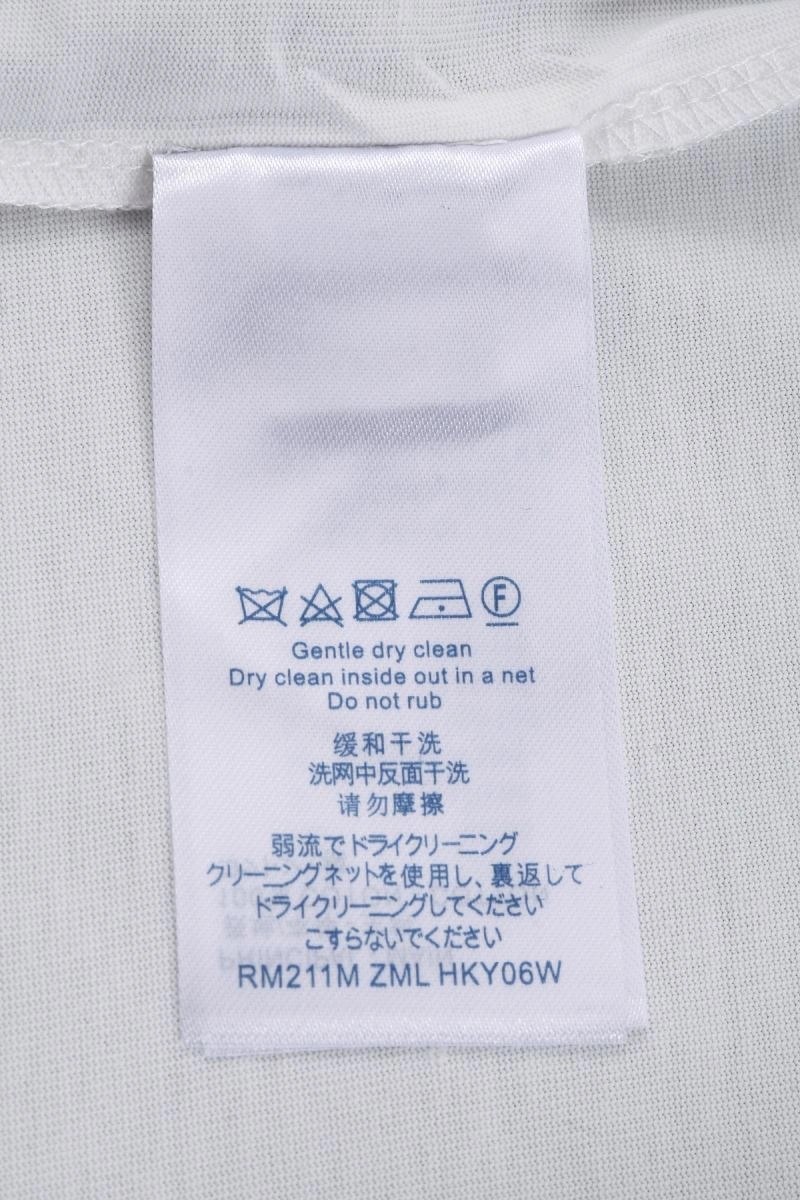 F
Gentle dry clean
Dry clean inside out in a net
Do not rub
缓和干洗
洗网中反面干洗
请勿摩擦
弱流でドライクリーニング
クリーニングネットを使用し、裏返して
ドライクリーニングしてください
こすらないでください
RM211M ZML HKY06W